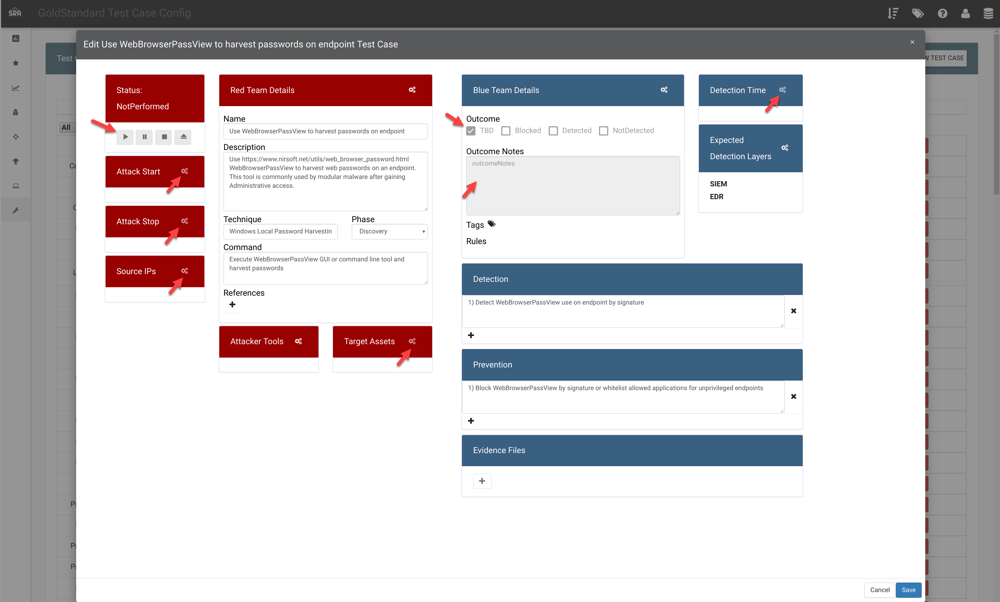 SRA
GoldStandard Test Case Config
Edit Use WebBrowserPassView to harvest passwords on endpoint Test Case
×
Test
TEST CASE
All
Status:
NotPerformed
Attack Start
Attack Stop
Source IPs
Red Team Details
Name
Use WebBrowserPassView to harvest passwords on endpoint
Description
Use https://www.nirsoft.net/utils/web_browser_password.html
WebBrowserPassView to harvest web passwords on an endpoint.
This tool is commonly used by modular malware after gaining
Administrative access.
Technique
Phase
Windows Local Password Harvestin
Discovery
Command
Execute WebBrowserPassView GUI or command line tool and
harvest passwords
References
Attacker Tools
Target Assets
Blue Team Details
Outcome
TBD Blocked Detected NotDetected
Outcome Notes
outcomeNotes
Tags
Rules
Detection Time
Expected
Detection Layers
SIEM
EDR
Detection
1) Detect WebBrowserPassView use on endpoint by signature
Prevention
1) Block WebBrowserPassView by signature or whitelist allowed applications for unprivileged endpoints
Evidence Files
Cancel
Save